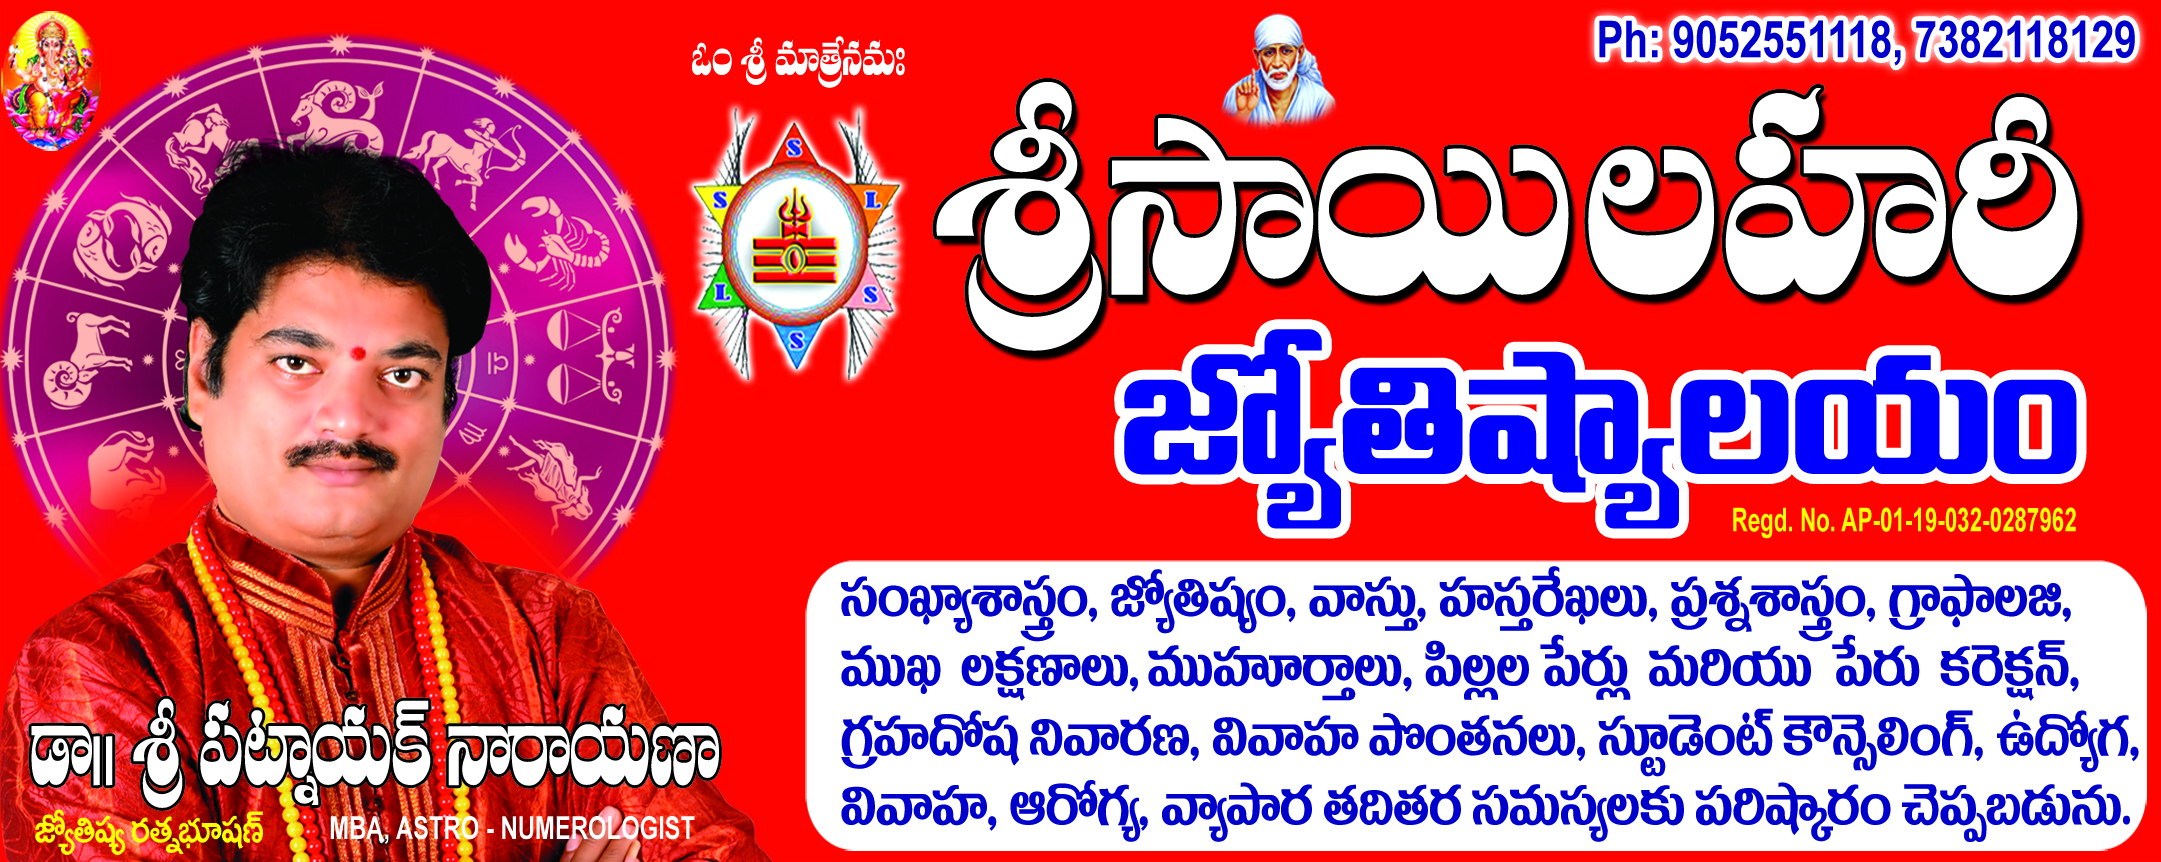 Ph: 9052551118, 7382118129
ఓం శ్రీ మాత్రేనమః
S
S L
L S
S
శ్రీసాయిలహరీ
జ్యోతిష్యాలయం
Regd. No. AP-01-19-032-0287962
సంఖ్యాశాస్త్రం, జ్యోతిష్యం, వాస్తు, హస్తరేఖలు, ప్రశ్నశాస్త్రం, గ్రాఫాలజి,
ముఖ లక్షణాలు, ముహూర్తాలు, పిల్లల పేర్లు మరియు పేరు కరెక్షన్,
గ్రహదోష నివారణ, వివాహ పొంతనలు, స్టూడెంట్ కౌన్సెలింగ్, ఉద్యోగ,
వివాహ, ఆరోగ్య, వ్యాపార తదితర సమస్యలకు పరిష్కారం చెప్పబడును.
డా॥ శ్రీ పట్నాయక్ నారాయణా
జ్యోతిష్య రత్నభూషణ్ MBA, ASTRO - NUMEROLOGIST